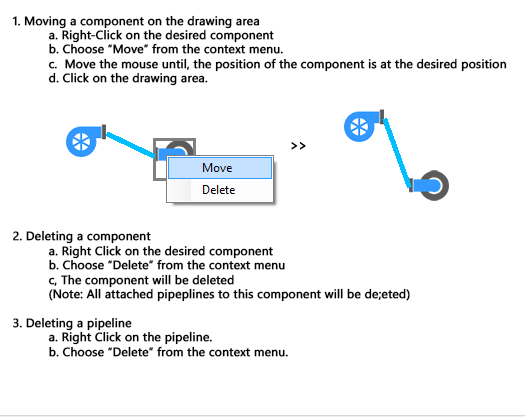 1. Moving a component on the drawing area
a. Right-Click on the desired component
b. Choose "Move" from the context menu.
c. Move the mouse until, the position of the component is at the desired position
d. Click on the drawing area.
>>
Move
Delete
2. Deleting a component
a. Right Click on the desired component
b. Choose "Delete" from the context menu
c, The component will be deleted
(Note: All attached pipeplines to this component will be de;eted)
3. Deleting a pipeline
a. Right Click on the pipeline.
b. Choose "Delete" from the context menu.